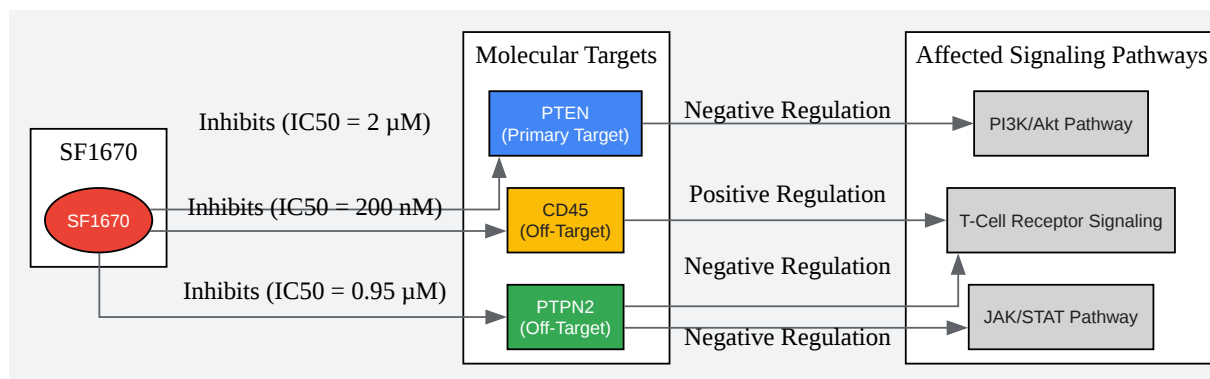 Molecular Targets
Affected Signaling Pathways
PTEN
(Primary Target)
Negative Regulation
PI3K/Akt Pathway
Inhibits (IC50 = 2 µM)
SF1670
SF1670
Inhibits (IC50 = 200 nM)
CD45
(Off-Target)
Positive Regulation
T-Cell Receptor Signaling
Inhibits (IC50 = 0.95 µM)
PTPN2
(Off-Target)
Negative Regulation
JAK/STAT Pathway
Negative Regulation